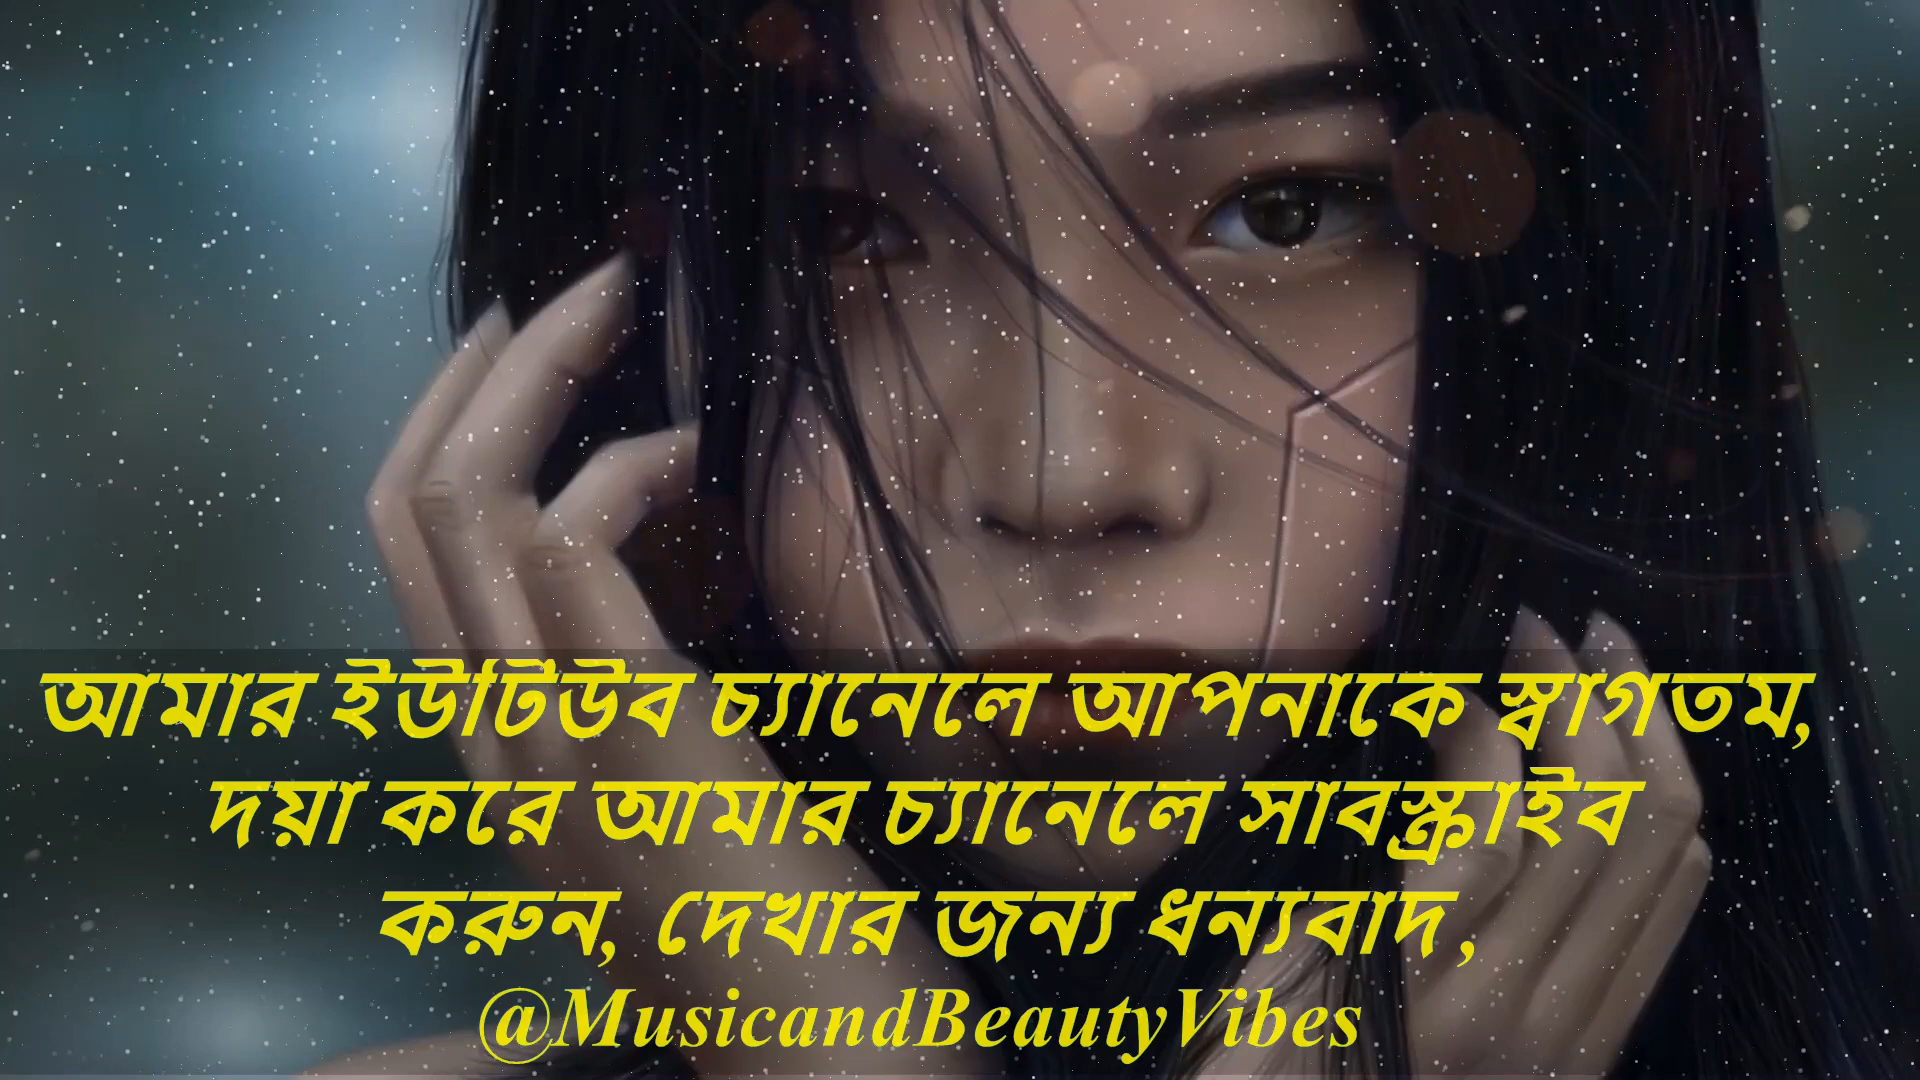 আমার ইউটিউব চ্যানেলে আপনাকে স্বাগতম,
দয়া করে আমার চ্যানেলে সাবস্ক্রাইব
করুন, দেখার জন্য ধন্যবাদ ,
@MusicandBeautyVibes